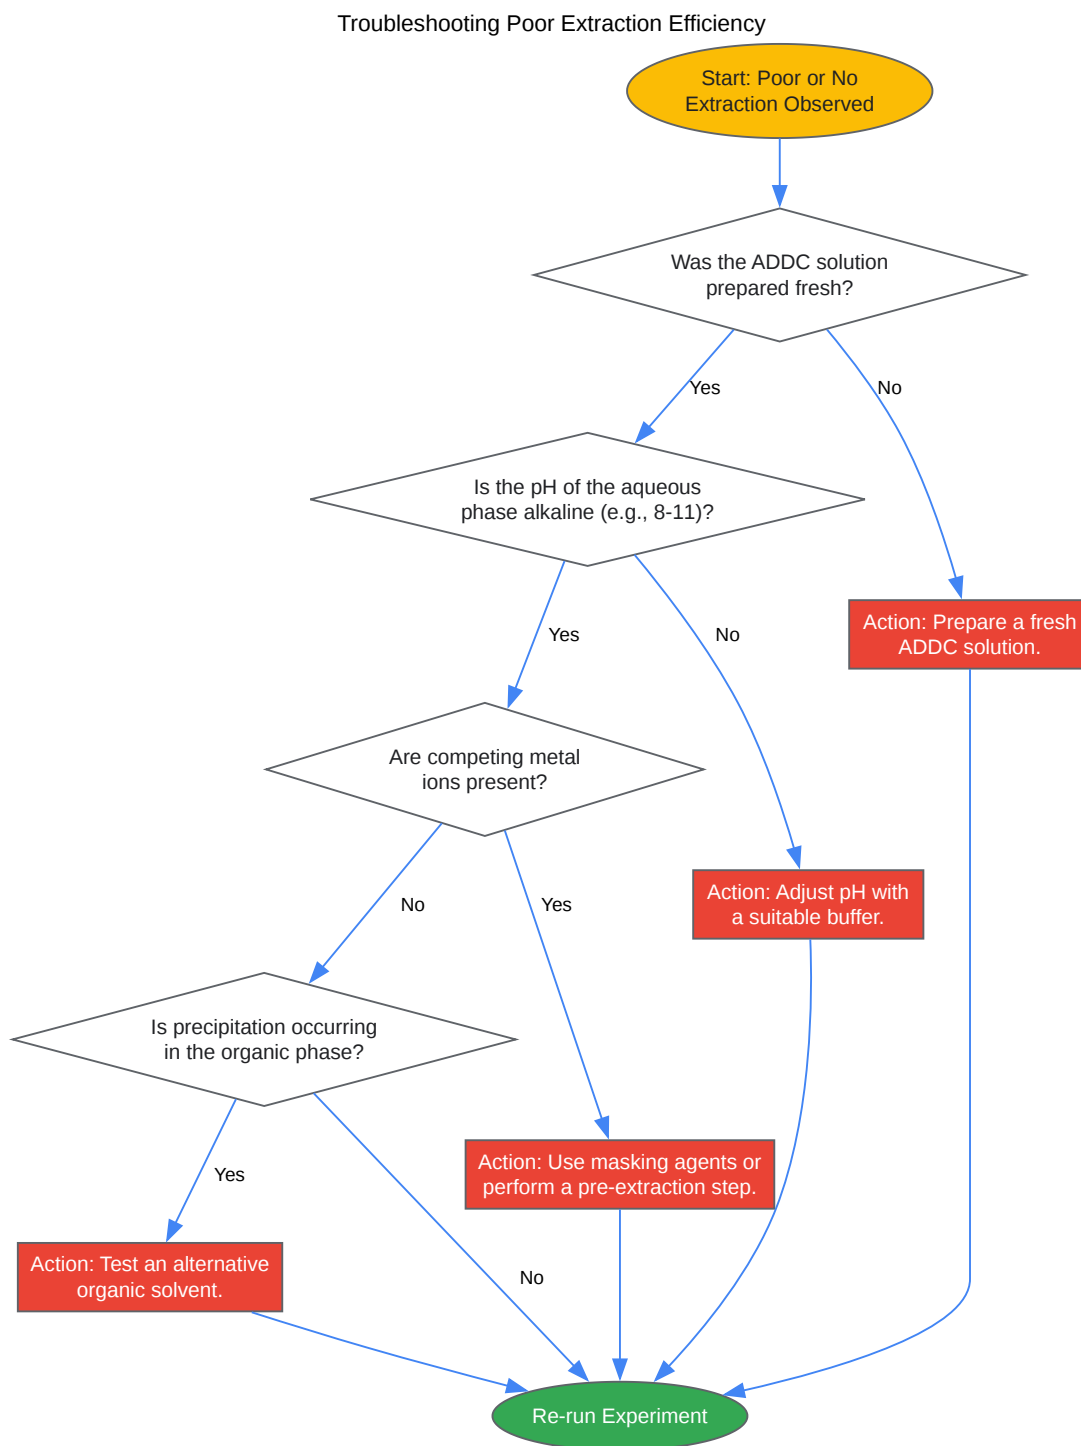 Troubleshooting Poor Extraction Efficiency
Start: Poor or No
Extraction Observed
Was the ADDC solution
prepared fresh?
Yes
No
Is the pH of the aqueous
phase alkaline (e.g., 8-11)?
Action: Prepare a fresh
ADDC solution.
Yes
No
Are competing metal
ions present?
Action: Adjust pH with
a suitable buffer.
No
Yes
Is precipitation occurring
in the organic phase?
Action: Use masking agents or
perform a pre-extraction step.
Yes
No
Action: Test an alternative
organic solvent.
Re-run Experiment